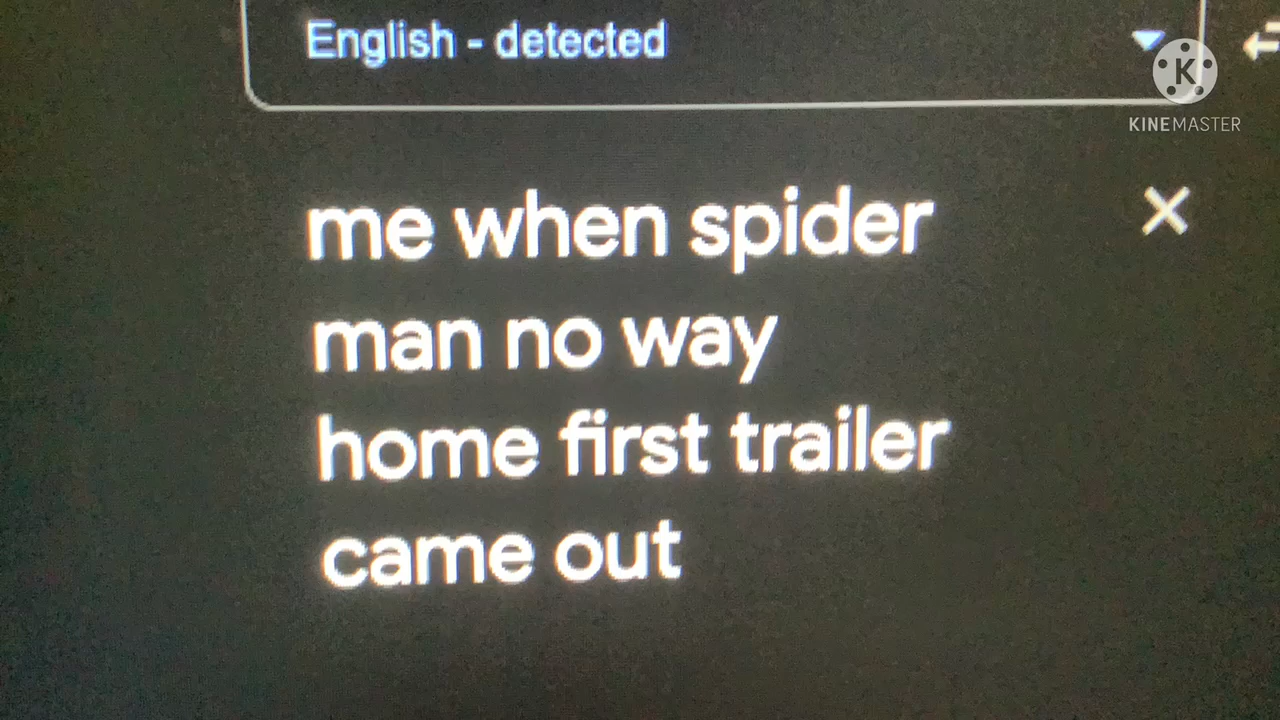 English - detected
K
KINEMASTER
me when spider
man no way
home first trailer
came out